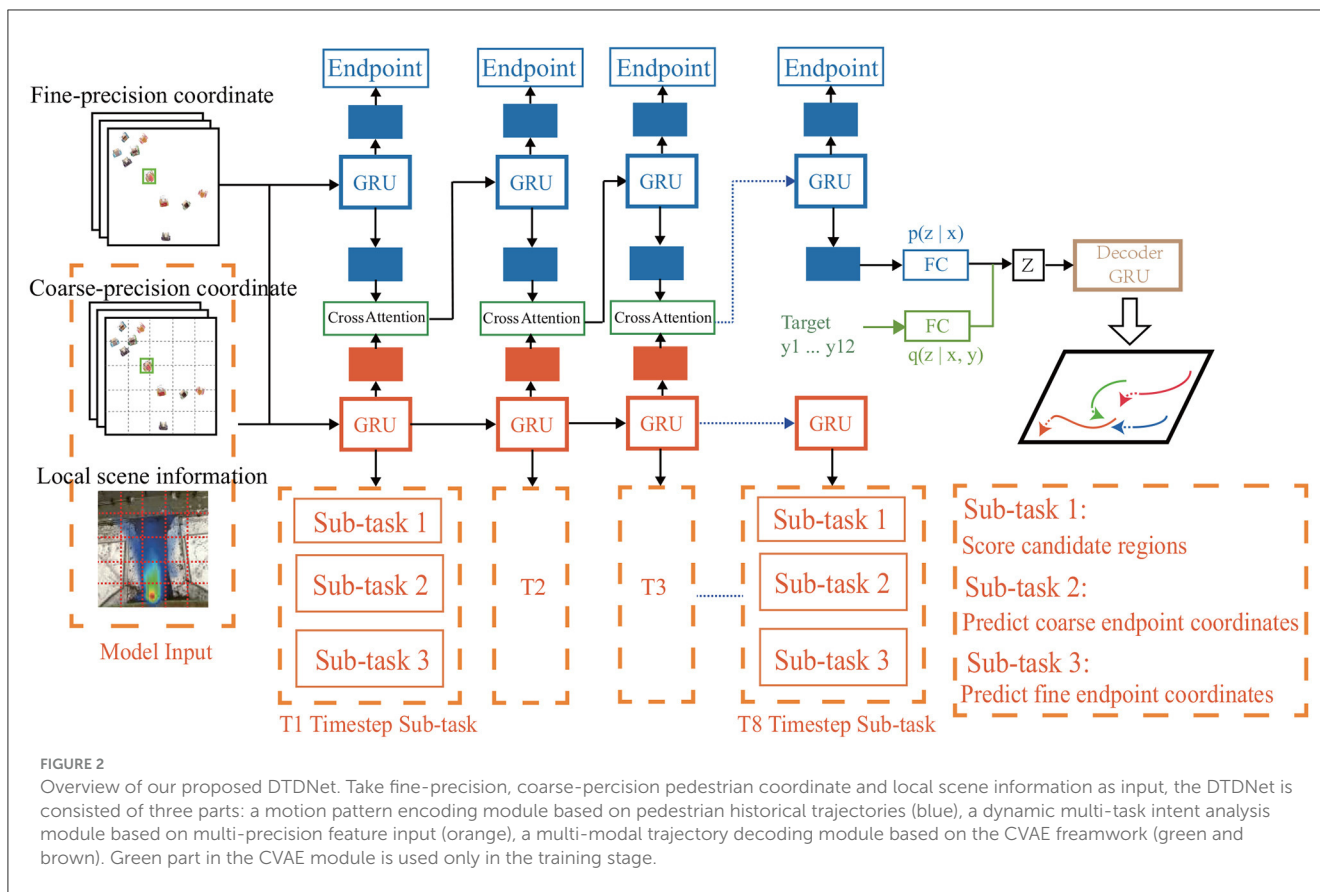 Endpoint
Endpoint
Endpoint
Endpoint
Fine-precision coordinate
GRU
GRU
GRU
GRU
p(z | x)
FC
Z
Decoder
GRU
Coarse-precision coordinate
Cross Attention
Cross Attention
Cross Attention
Target
y1 ... y12
FC
q(z | x, y)
GRU
GRU
GRU
GRU
Local scene information
Sub-task 1
Sub-task 2
Sub-task 3
T2
T3
Sub-task 1
Sub-task 2
Sub-task 3
Sub-task 1:
Score candidate regions
Sub-task 2:
Predict coarse endpoint coordinates
Sub-task 3:
Predict fine endpoint coordinates
Model Input
T1 Timestep Sub-task
T8 Timestep Sub-task
FIGURE 2
Overview of our proposed DTDNet. Take fine-precision, coarse-percision pedestrian coordinate and local scene information as input, the DTDNet is
consisted of three parts: a motion pattern encoding module based on pedestrian historical trajectories (blue), a dynamic multi-task intent analysis
module based on multi-precision feature input (orange), a multi-modal trajectory decoding module based on the CVAE freamwork (green and
brown). Green part in the CVAE module is used only in the training stage.